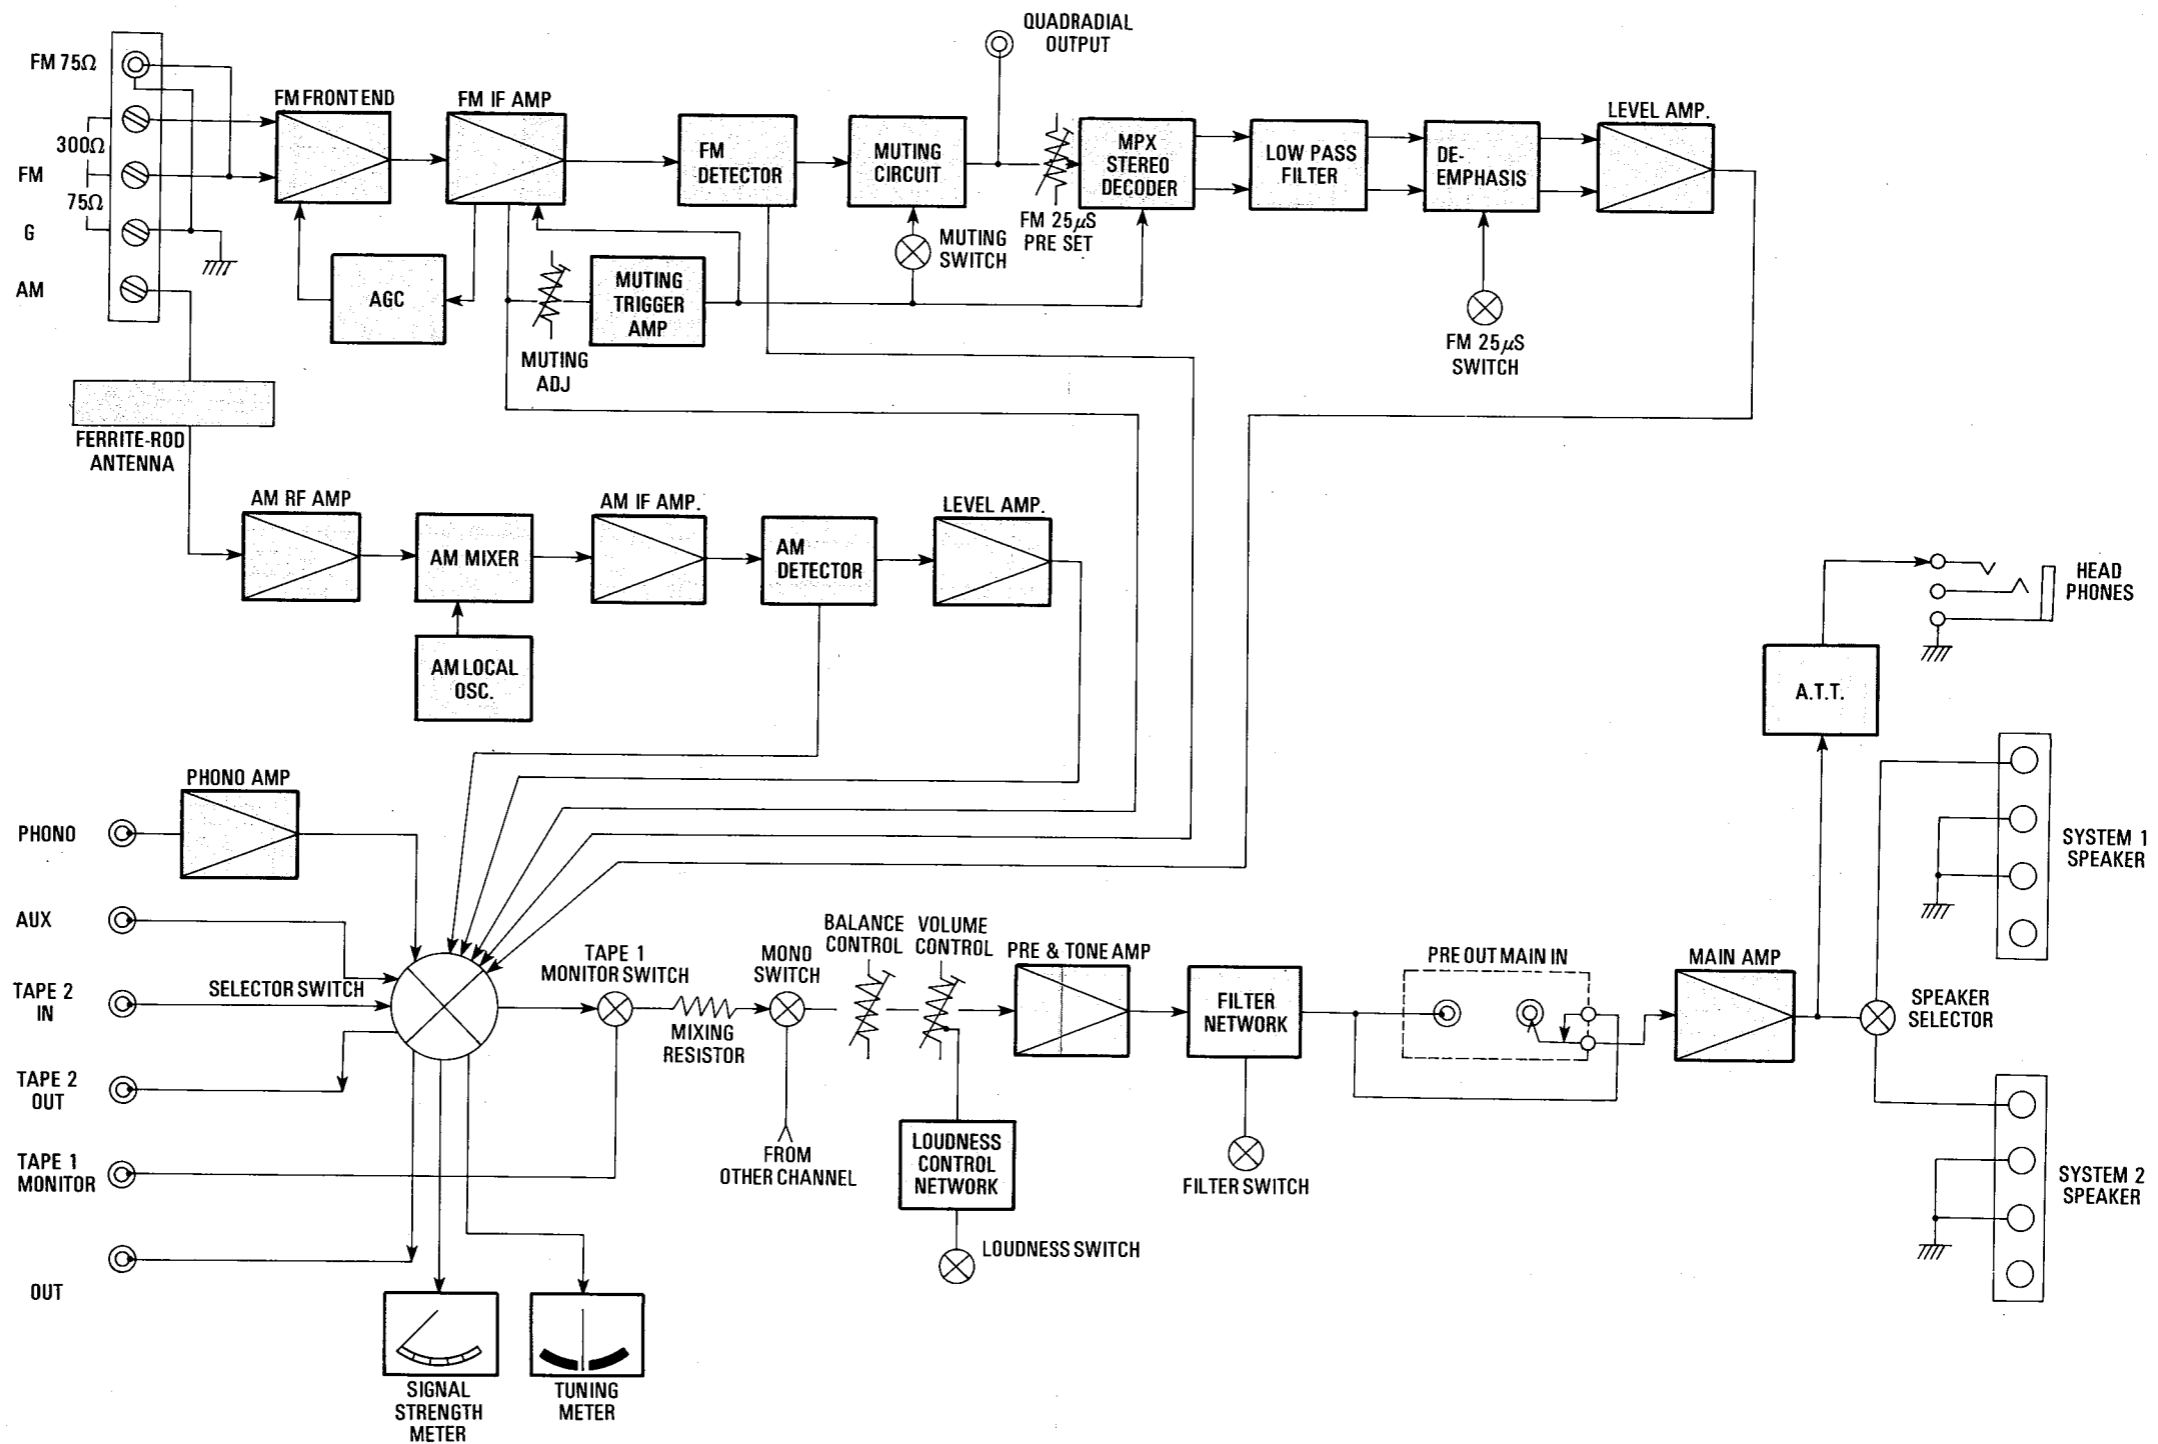 QUADRADIAL
OUTPUT
FM 75Ω
300Ω
FM
75Ω
G
AM
FM FRONT END
FM IF AMP
FM
DETECTOR
MUTING
CIRCUIT
MPX
STEREO
DECODER
LOW PASS
FILTER
DE-
EMPHASIS
LEVEL AMP.
AGC
MUTING
TRIGGER
AMP
MUTING
ADJ
MUTING
SWITCH
FM 25μS
PRE SET
FM 25μS
SWITCH
FERRITE-ROD
ANTENNA
AM RF AMP
AM MIXER
AM IF AMP.
AM
DETECTOR
LEVEL AMP.
AM LOCAL
OSC.
HEAD
PHONES
A.T.T.
PHONO AMP
PHONO
AUX
TAPE 2
IN
TAPE 2
OUT
TAPE 1
MONITOR
OUT
SELECTOR SWITCH
TAPE 1
MONITOR SWITCH
MIXING
RESISTOR
MONO
SWITCH
FROM
OTHER CHANNEL
BALANCE
CONTROL
VOLUME
CONTROL
PRE & TONE AMP
LOUDNESS
CONTROL
NETWORK
LOUDNESS SWITCH
FILTER
NETWORK
FILTER SWITCH
PRE OUT MAIN IN
MAIN AMP
SPEAKER
SELECTOR
SYSTEM 1
SPEAKER
SYSTEM 2
SPEAKER
SIGNAL
STRENGTH
METER
TUNING
METER